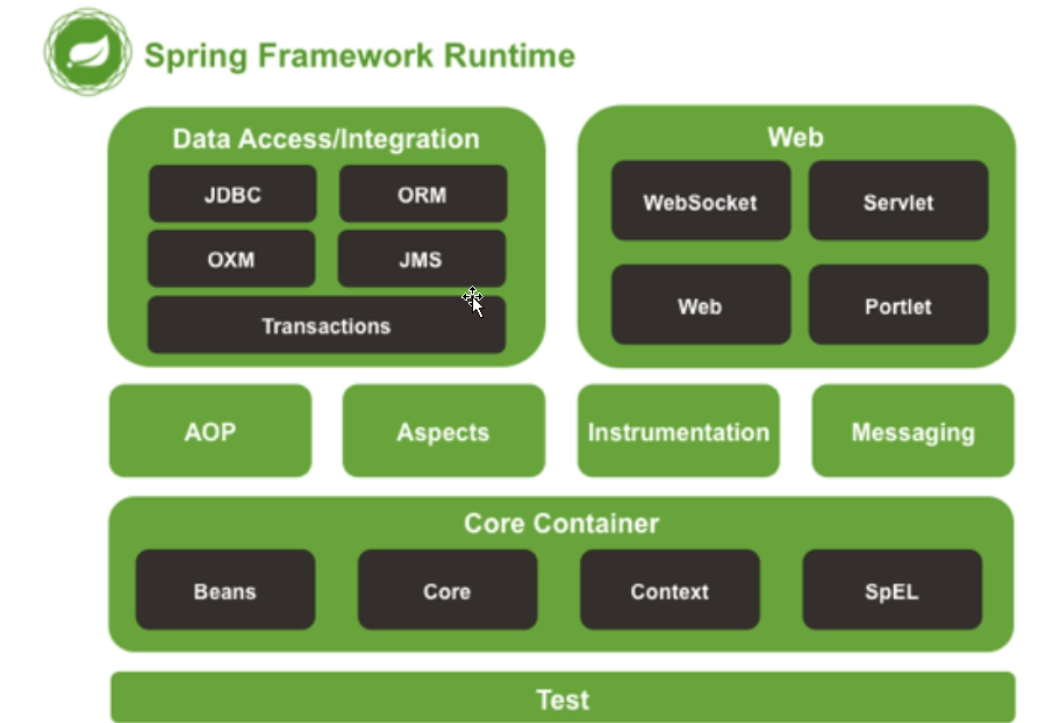 Spring Framework Runtime
Data Access/Integration
JDBC
ORM
OXM
JMS
Transactions
Web
WebSocket
Servlet
Web
Portlet
AOP
Aspects
Instrumentation
Messaging
Core Container
Beans
Core
Context
SpEL
Test